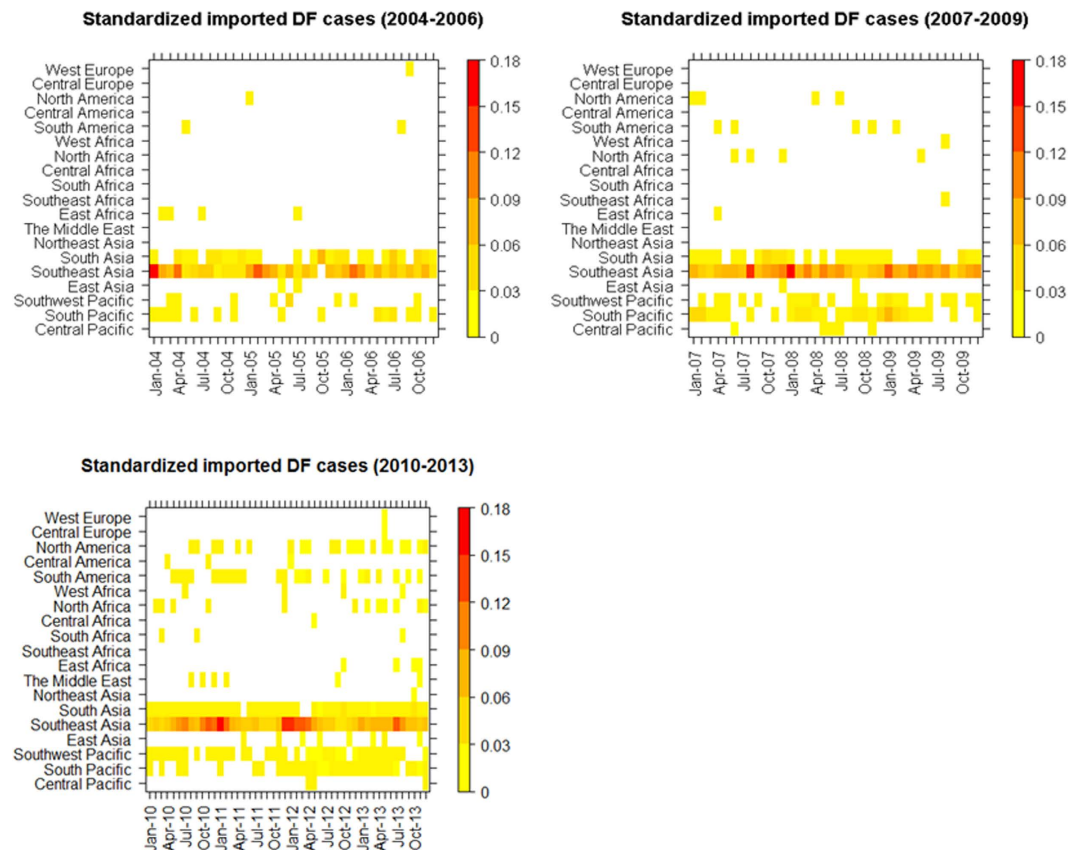 Standardized imported DF cases (2004-2006)
West Europe
Central Europe
North America
Central America
South America
West Africa
North Africa
Central Africa
South Africa
Southeast Africa
East Africa
The Middle East
Northeast Asia
South Asia
Southeast Asia
East Asia
Southwest Pacific
South Pacific
Central Pacific
Jan-04
Apr-04
Jul-04
Oct-04
Jan-05
Apr-05
Jul-05
Oct-05
Jan-06
Apr-06
Jul-06
Oct-06
0.18
0.15
0.12
0.09
0.06
0.03
0
Standardized imported DF cases (2007-2009)
West Europe
Central Europe
North America
Central America
South America
West Africa
North Africa
Central Africa
South Africa
Southeast Africa
East Africa
The Middle East
Northeast Asia
South Asia
Southeast Asia
East Asia
Southwest Pacific
South Pacific
Central Pacific
Jan-07
Apr-07
Jul-07
Oct-07
Jan-08
Apr-08
Jul-08
Oct-08
Jan-09
Apr-09
Jul-09
Oct-09
0.18
0.15
0.12
0.09
0.06
0.03
0
Standardized imported DF cases (2010-2013)
West Europe
Central Europe
North America
Central America
South America
West Africa
North Africa
Central Africa
South Africa
Southeast Africa
East Africa
The Middle East
Northeast Asia
South Asia
Southeast Asia
East Asia
Southwest Pacific
South Pacific
Central Pacific
Jan-10
Apr-10
Jul-10
Oct-10
Jan-11
Apr-11
Jul-11
Oct-11
Jan-12
Apr-12
Jul-12
Oct-12
Jan-13
Apr-13
Jul-13
Oct-13
0.18
0.15
0.12
0.09
0.06
0.03
0